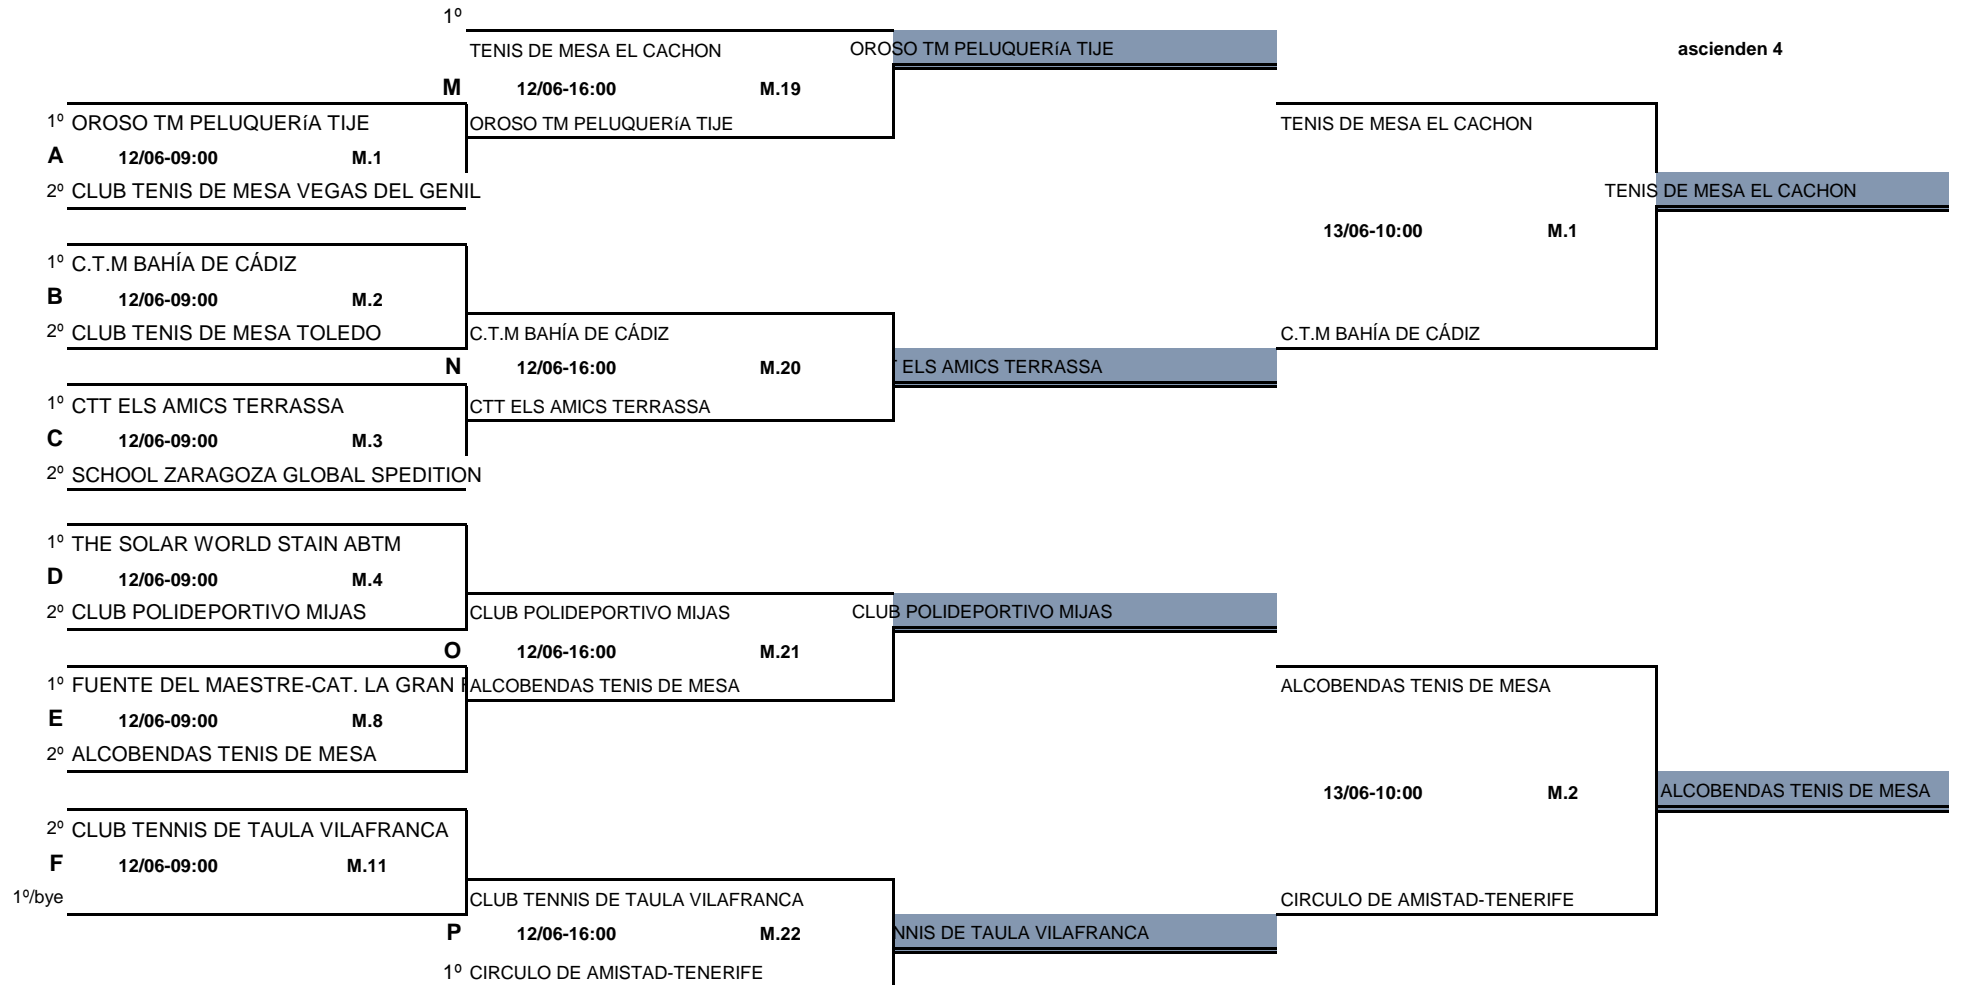 1º
TENIS DE MESA EL CACHON
OROSO TM PELUQUERíA TIJE
ascienden 4
M 12/06-16:00 M.19
1º OROSO TM PELUQUERíA TIJE
OROSO TM PELUQUERíA TIJE
TENIS DE MESA EL CACHON
A 12/06-09:00 M.1
2º CLUB TENIS DE MESA VEGAS DEL GENIL
TENIS DE MESA EL CACHON
13/06-10:00 M.1
1º C.T.M BAHÍA DE CÁDIZ
B 12/06-09:00 M.2
2º CLUB TENIS DE MESA TOLEDO
C.T.M BAHÍA DE CÁDIZ
C.T.M BAHÍA DE CÁDIZ
N 12/06-16:00 M.20
ELS AMICS TERRASSA
1º CTT ELS AMICS TERRASSA
CTT ELS AMICS TERRASSA
C 12/06-09:00 M.3
2º SCHOOL ZARAGOZA GLOBAL SPEDITION
1º THE SOLAR WORLD STAIN ABTM
D 12/06-09:00 M.4
2º CLUB POLIDEPORTIVO MIJAS
CLUB POLIDEPORTIVO MIJAS
CLUB POLIDEPORTIVO MIJAS
O 12/06-16:00 M.21
1º FUENTE DEL MAESTRE-CAT. LA GRAN
ALCOBENDAS TENIS DE MESA
ALCOBENDAS TENIS DE MESA
E 12/06-09:00 M.8
2º ALCOBENDAS TENIS DE MESA
13/06-10:00 M.2
ALCOBENDAS TENIS DE MESA
2º CLUB TENNIS DE TAULA VILAFRANCA
F 12/06-09:00 M.11
1º/bye
CLUB TENNIS DE TAULA VILAFRANCA
CIRCULO DE AMISTAD-TENERIFE
P 12/06-16:00 M.22
NNIS DE TAULA VILAFRANCA
1º CIRCULO DE AMISTAD-TENERIFE